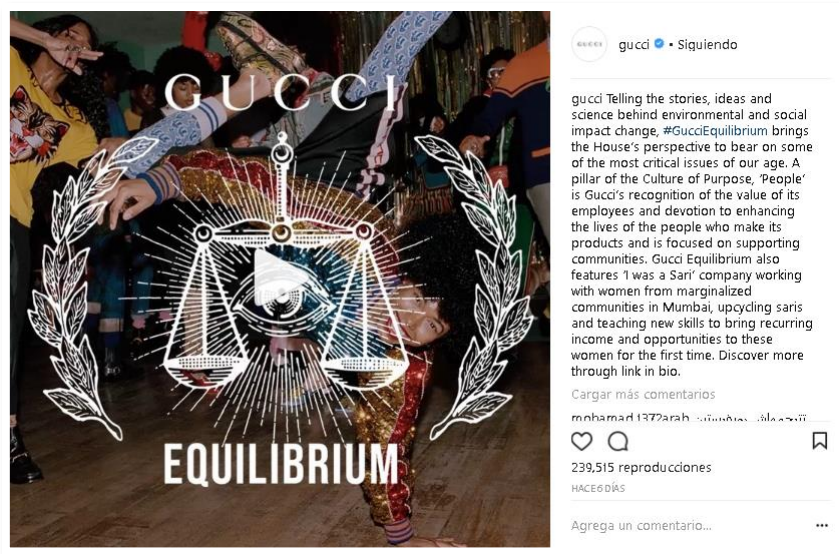 GUCCI
EQUILIBRIUM
GUCCI
gucci • Siguiendo
gucci Telling the stories, ideas and
science behind environmental and social
impact change, #GucciEquilibrium brings
the House's perspective to bear on some
of the most critical issues of our age. A
pillar of the Culture of Purpose, 'People'
is Gucci's recognition of the value of its
employees and devotion to enhancing
the lives of the people who make its
products and is focused on supporting
communities. Gucci Equilibrium also
features 'I was a Sari' company working
with women from marginalized
communities in Mumbai, upcycling saris
and teaching new skills to bring recurring
income and opportunities to these
women for the first time. Discover more
through link in bio.
Cargar más comentarios
239,515 reproducciones
HACE 6 DÍAS
Agrega un comentario...